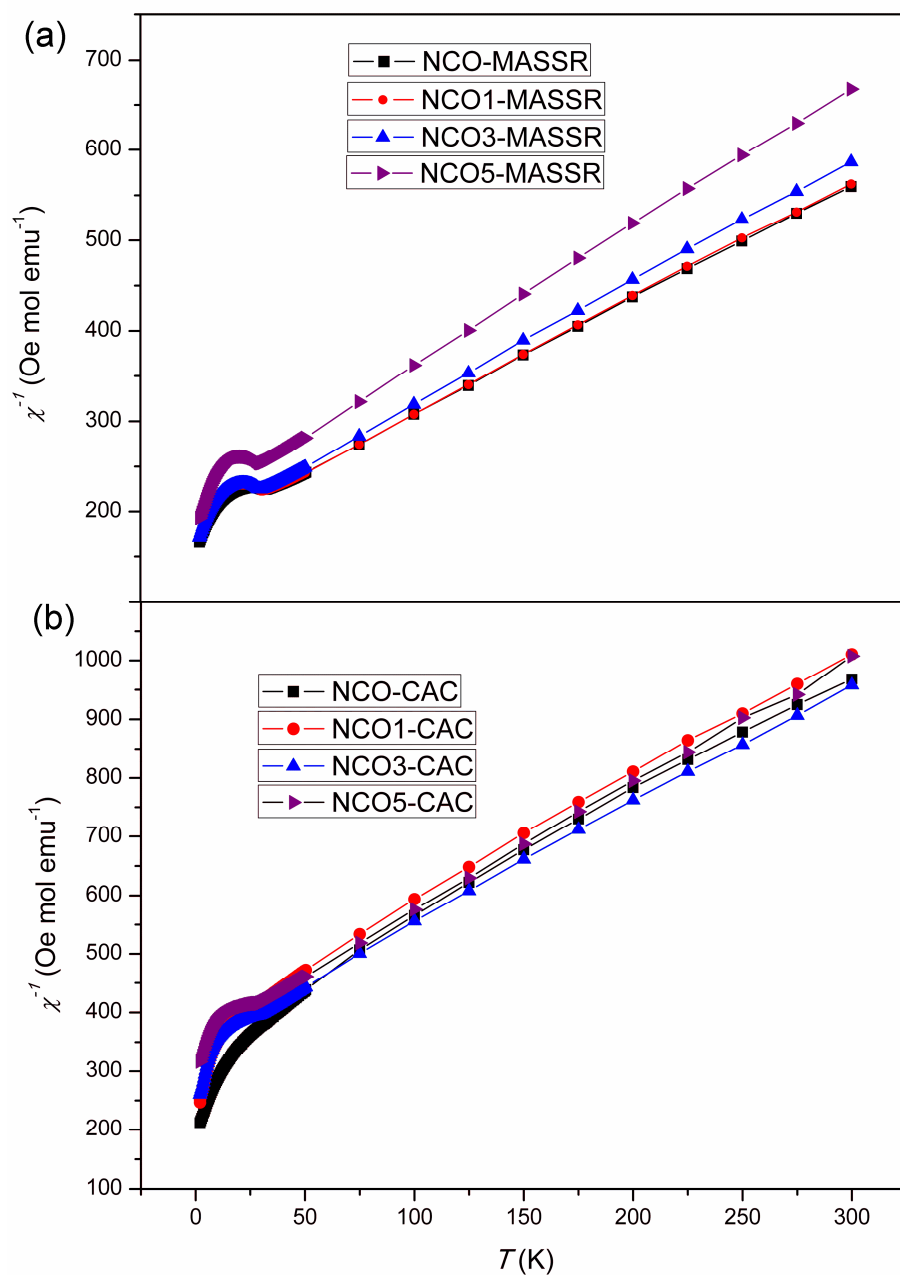 (a)
700
600
500
400
300
200
χ⁻¹ (Oe mol emu⁻¹)
NCO-MASSR
NCO1-MASSR
NCO3-MASSR
NCO5-MASSR
(b)
1000
900
800
700
600
500
400
300
200
100
χ⁻¹ (Oe mol emu⁻¹)
NCO-CAC
NCO1-CAC
NCO3-CAC
NCO5-CAC
0 50 100 150 200 250 300
T (K)